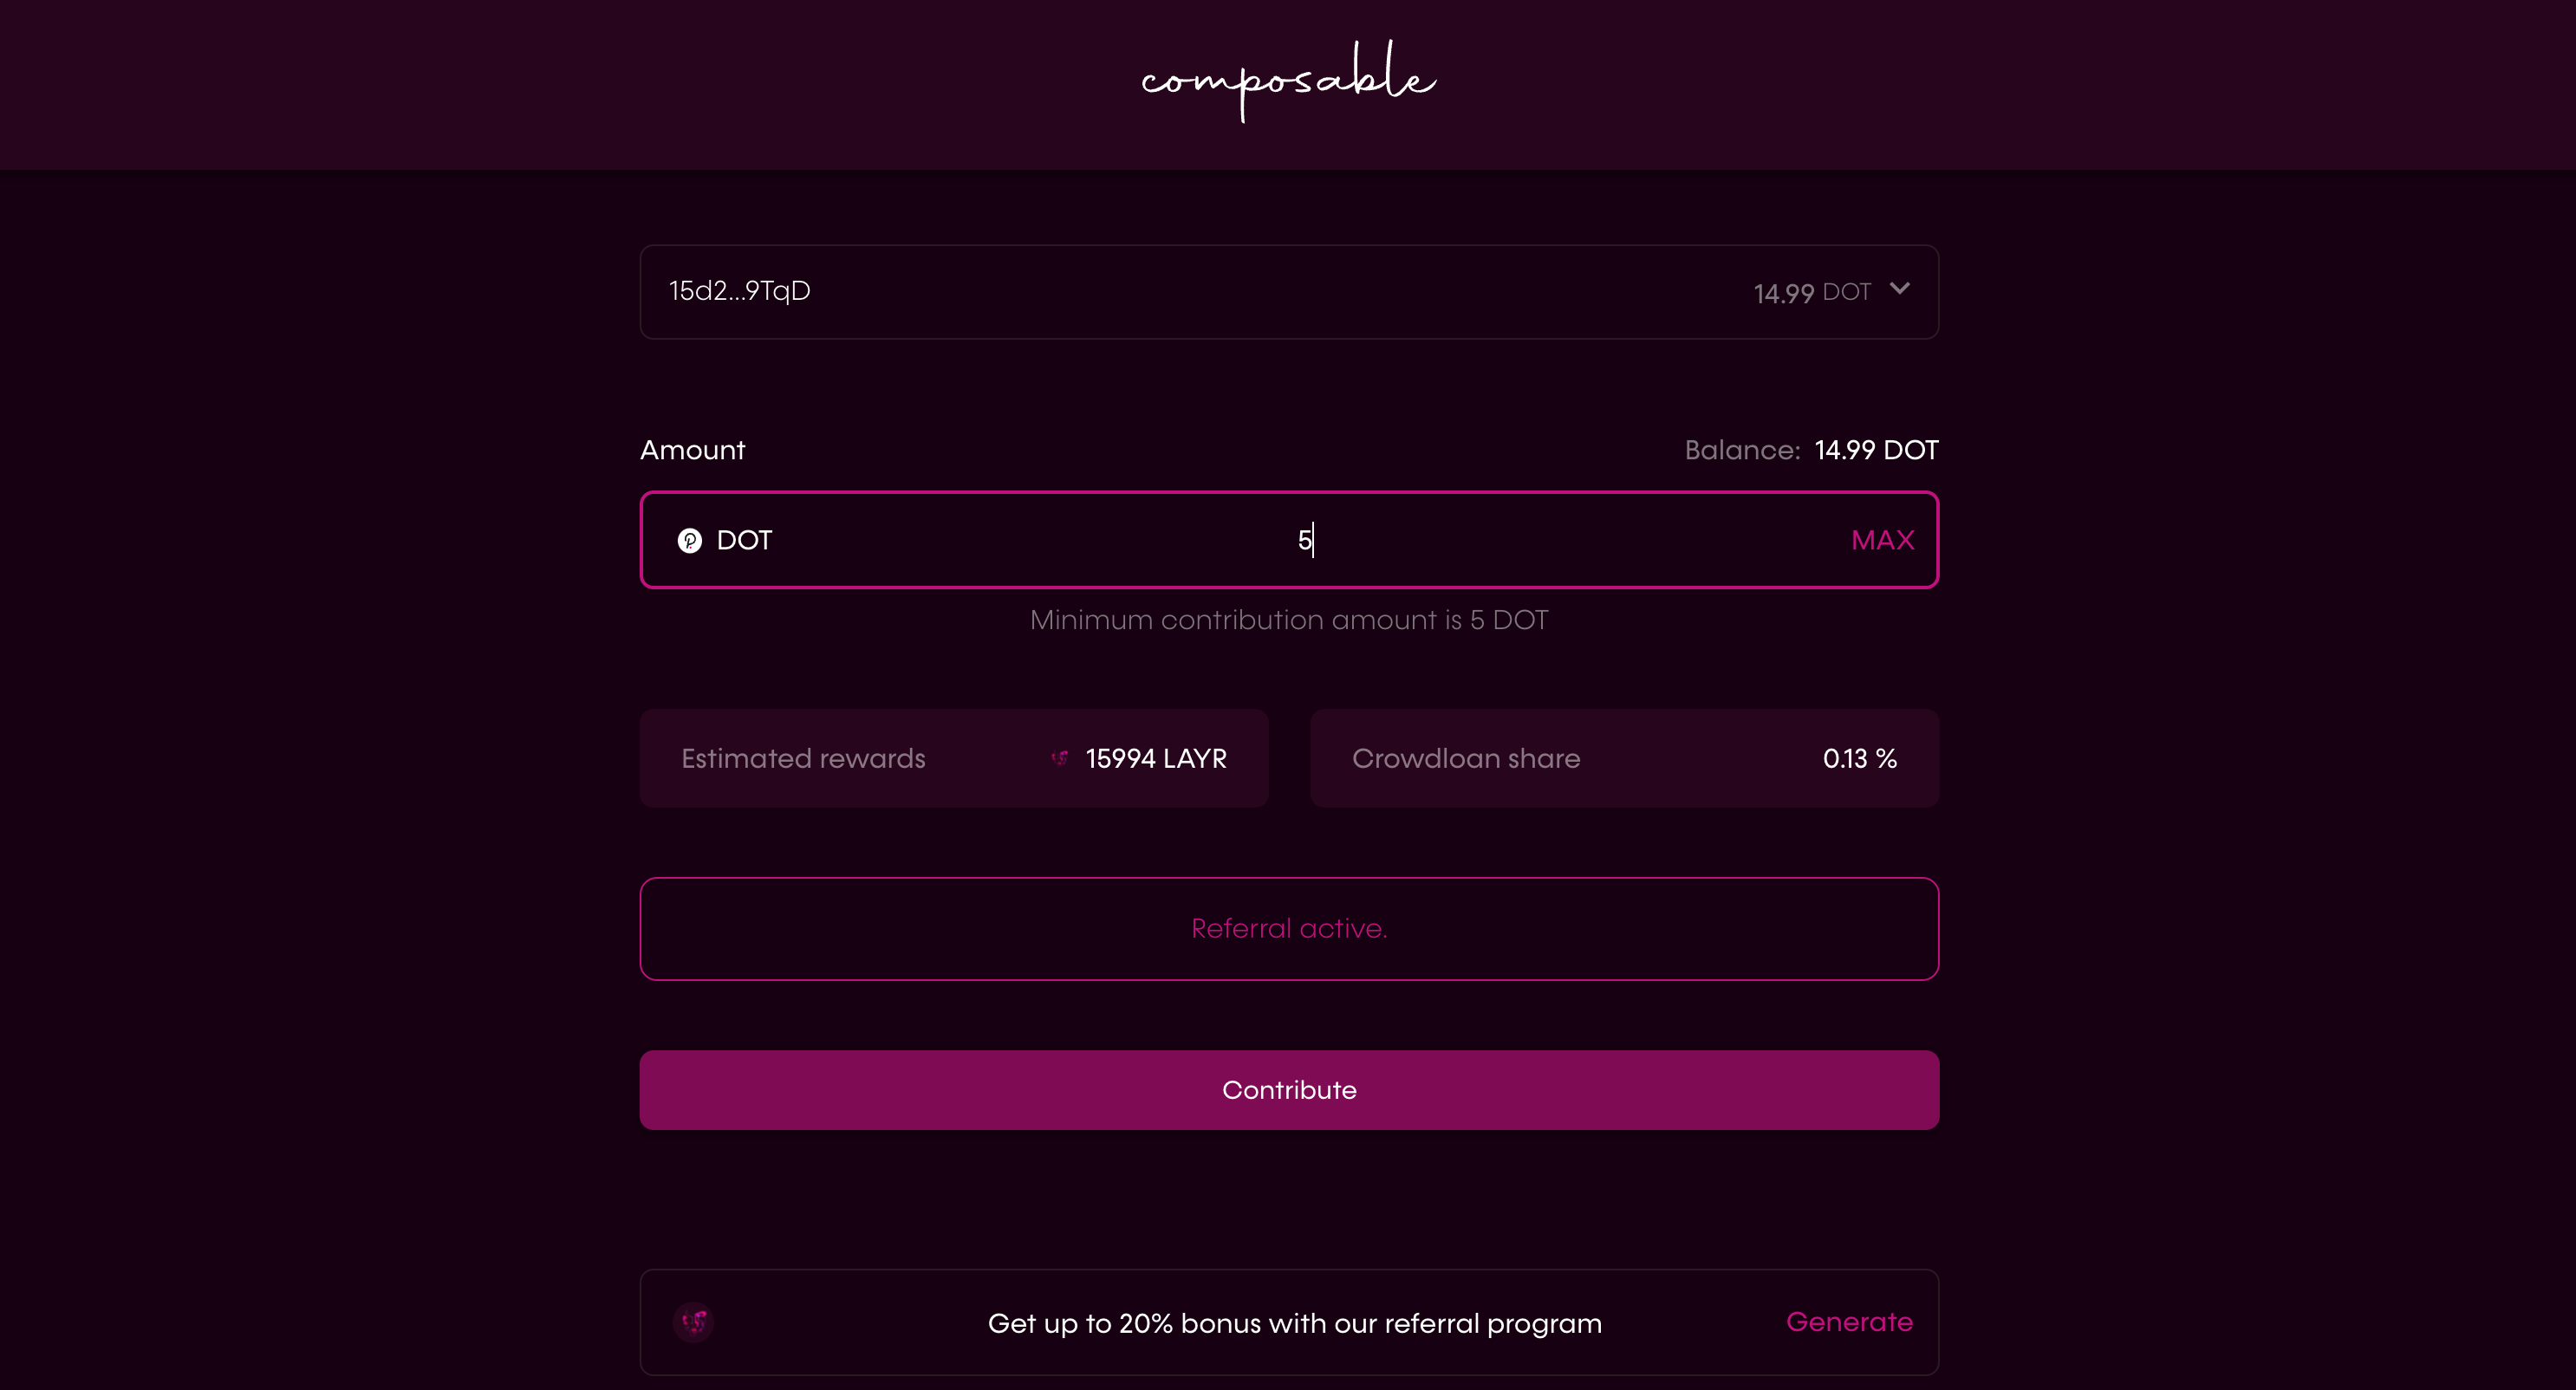 composable
15d2...9TqD 14.99 DOT
Amount Balance: 14.99 DOT
DOT 5 MAX
Minimum contribution amount is 5 DOT
Estimated rewards 15994 LAYR Crowdloan share 0.13 %
Referral active.
Contribute
Get up to 20% bonus with our referral program Generate